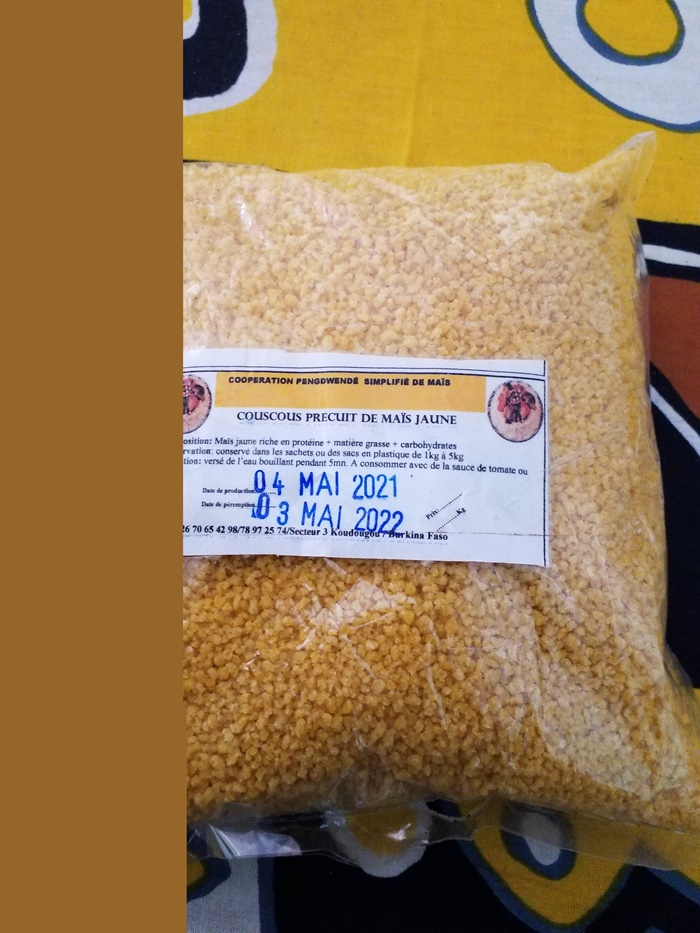 COOPERATION PENGDWENDÉ SIMPLIFIÉ DE MAÏS
COUSCOUS PRECUIT DE MAÏS JAUNE
osition: Maïs jaune riche en protéine + matière grasse + carbohydrates
rvation: conservé dans les sachets ou des sacs en plastique de 1kg à 5kg
tion: versé de l'eau bouillant pendant 5mn. A consommer avec de la sauce de tomate ou
Date de production 04 MAI 2021
Date de péremption 03 MAI 2022
Prix:..........
..........Kg
26 70 65 42 98/78 97 25 74/Secteur 3 Koudougou / Burkina Faso